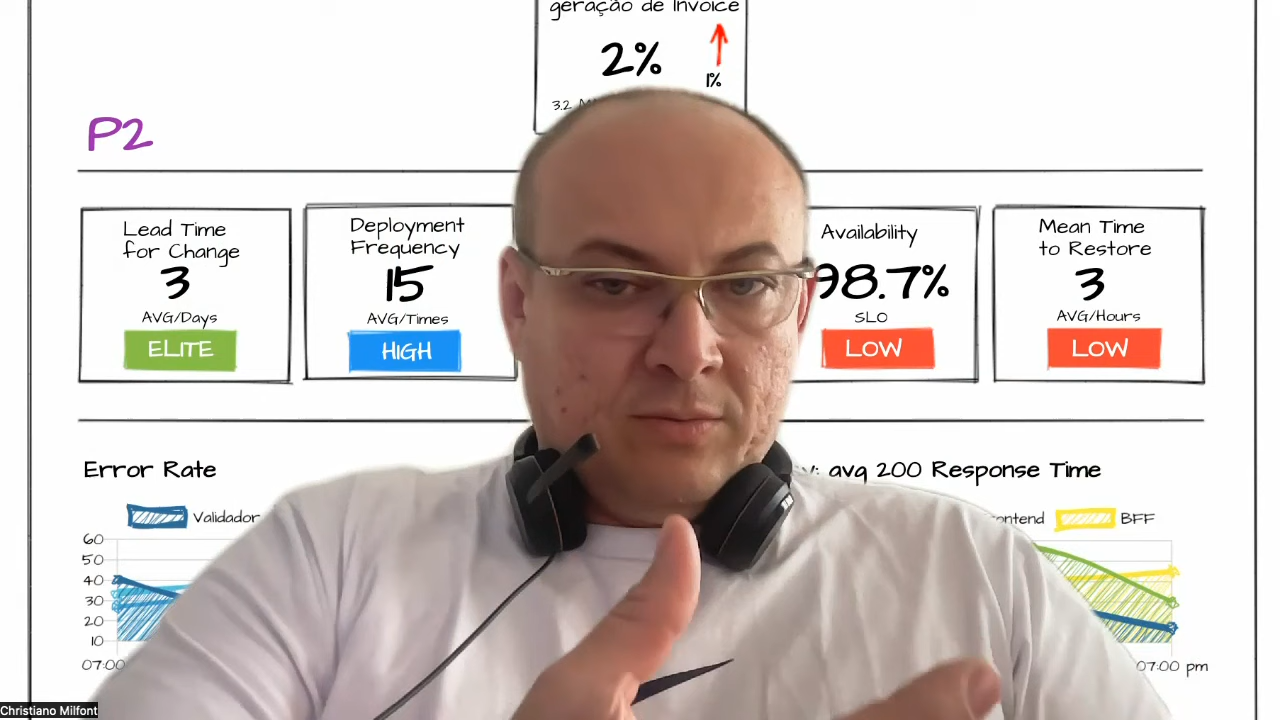 geração de Invoice
2%
1%
3.2
P2
Lead Time
for Change
3
AVG/Days
ELITE
Deployment
Frequency
15
AVG/Times
HIGH
Availability
98.7%
SLO
LOW
Mean Time
to Restore
3
AVG/Hours
LOW
Error Rate
avg 200 Response Time
Validador
BFF
60
50
40
30
20
10
07:00
07:00 pm
Christiano Milfont